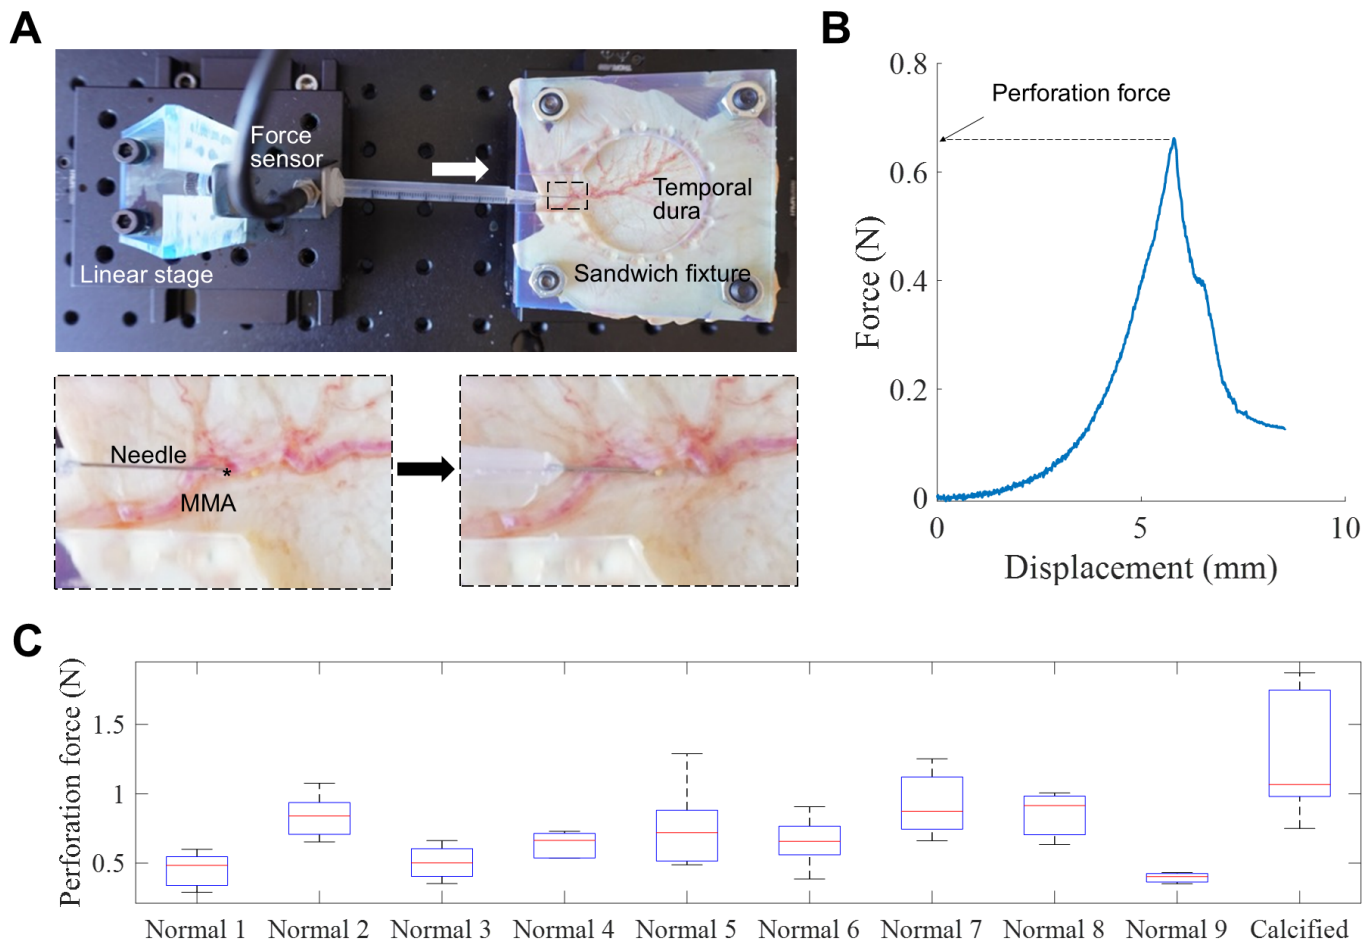 A
Force
sensor
Temporal
dura
Linear stage
Sandwich fixture
Needle
*
MMA
B
Perforation force
0.8
0.6
0.4
0.2
0
Force (N)
0
5
10
Displacement (mm)
C
Perforation force (N)
1.5
1
0.5
Normal 1
Normal 2
Normal 3
Normal 4
Normal 5
Normal 6
Normal 7
Normal 8
Normal 9
Calcified